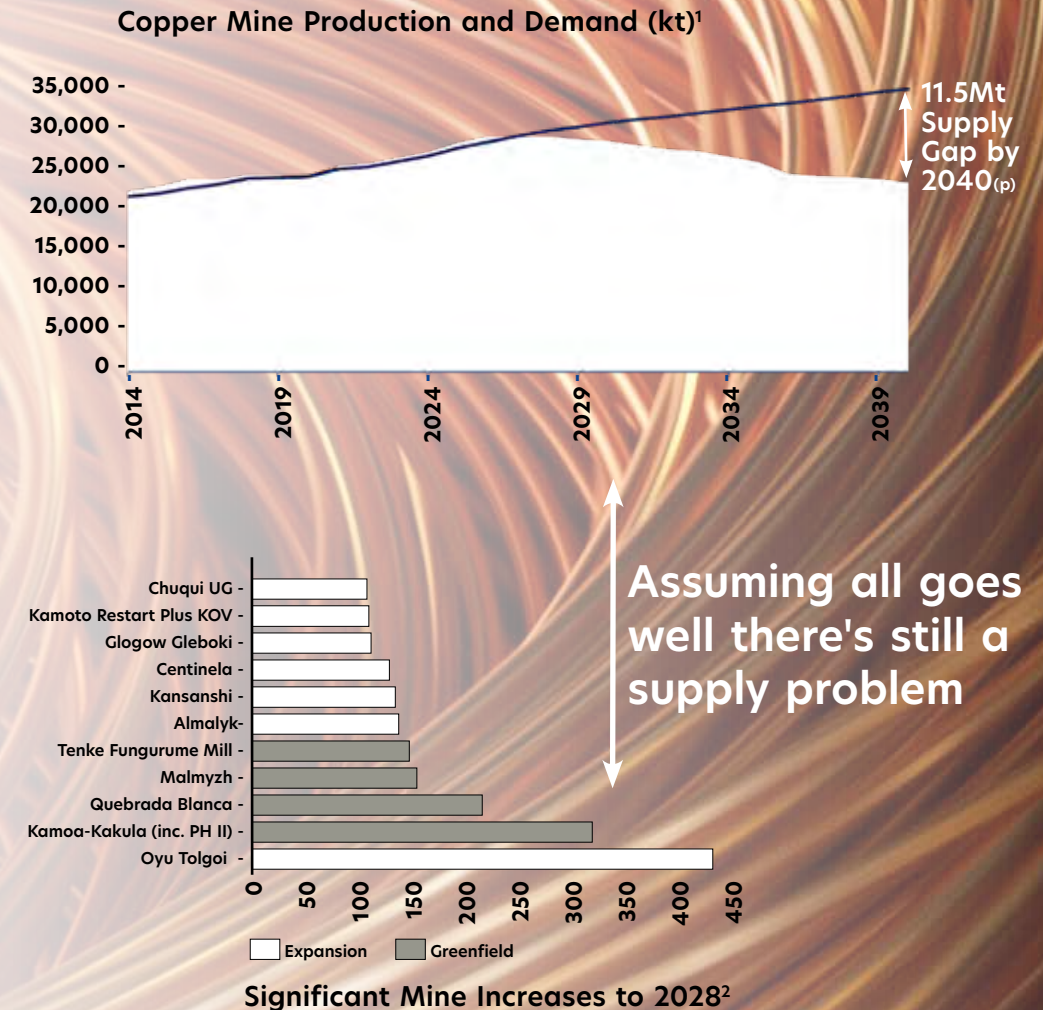 Copper Mine Production and Demand (kt)¹
35,000 -
30,000 -
25,000 -
20,000 -
15,000 -
10,000 -
5,000 -
0 -
2014
2019
2024
2029
2034
2039
11.5Mt
Supply
Gap by
2040(p)
Assuming all goes
well there's still a
supply problem
Chuqui UG -
Kamoto Restart Plus KOV -
Glogow Gleboki -
Centinela -
Kansanshi -
Almalyk-
Tenke Fungurume Mill -
Malmyzh -
Quebrada Blanca -
Kamoa-Kakula (inc. PH II) -
Oyu Tolgoi -
0
50
100
150
200
250
300
350
400
450
Expansion
Greenfield
Significant Mine Increases to 2028²